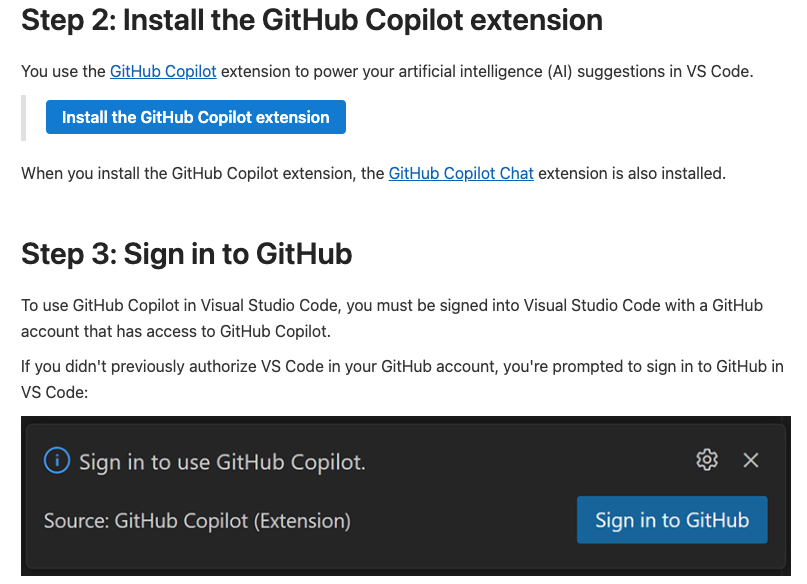 Step 2: Install the GitHub Copilot extension
You use the GitHub Copilot extension to power your artificial intelligence (AI) suggestions in VS Code.
Install the GitHub Copilot extension
When you install the GitHub Copilot extension, the GitHub Copilot Chat extension is also installed.
Step 3: Sign in to GitHub
To use GitHub Copilot in Visual Studio Code, you must be signed into Visual Studio Code with a GitHub
account that has access to GitHub Copilot.
If you didn't previously authorize VS Code in your GitHub account, you're prompted to sign in to GitHub in
VS Code:
Sign in to use GitHub Copilot.
Source: GitHub Copilot (Extension)
Sign in to GitHub